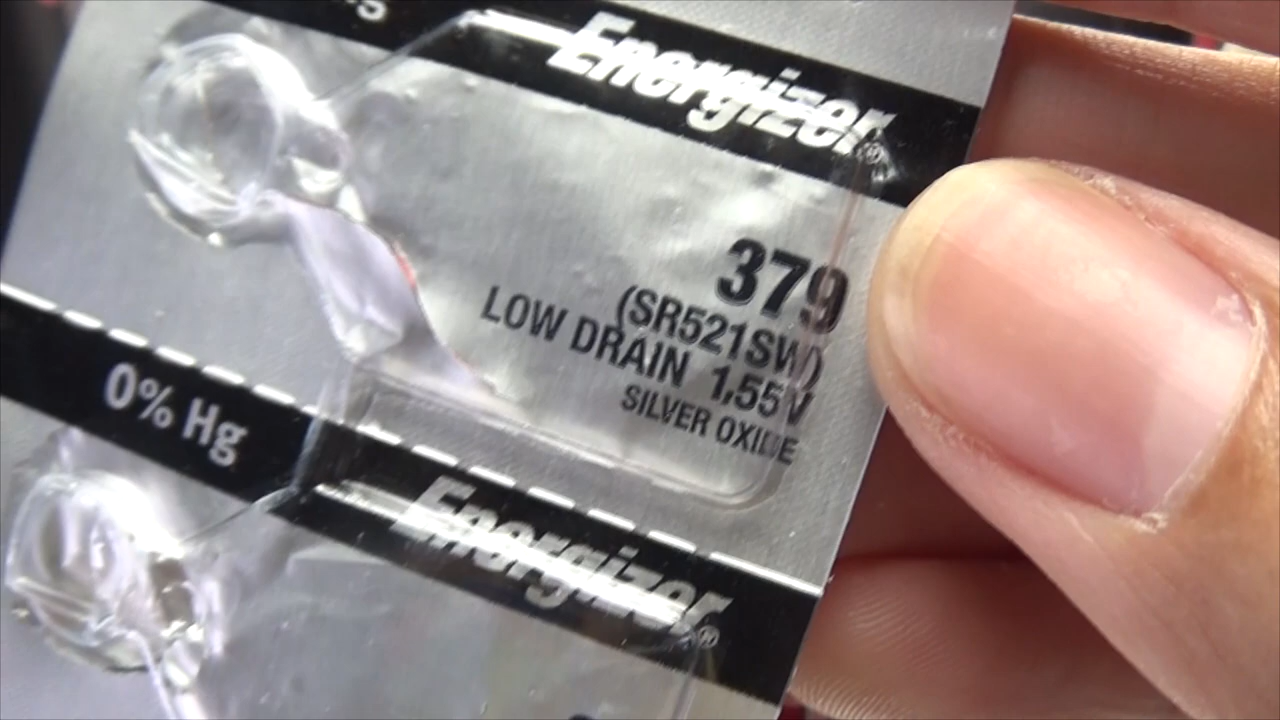 Energizer®
379
(SR521SW)
LOW DRAIN 1.55V
SILVER OXIDE
0% Hg
Energizer®